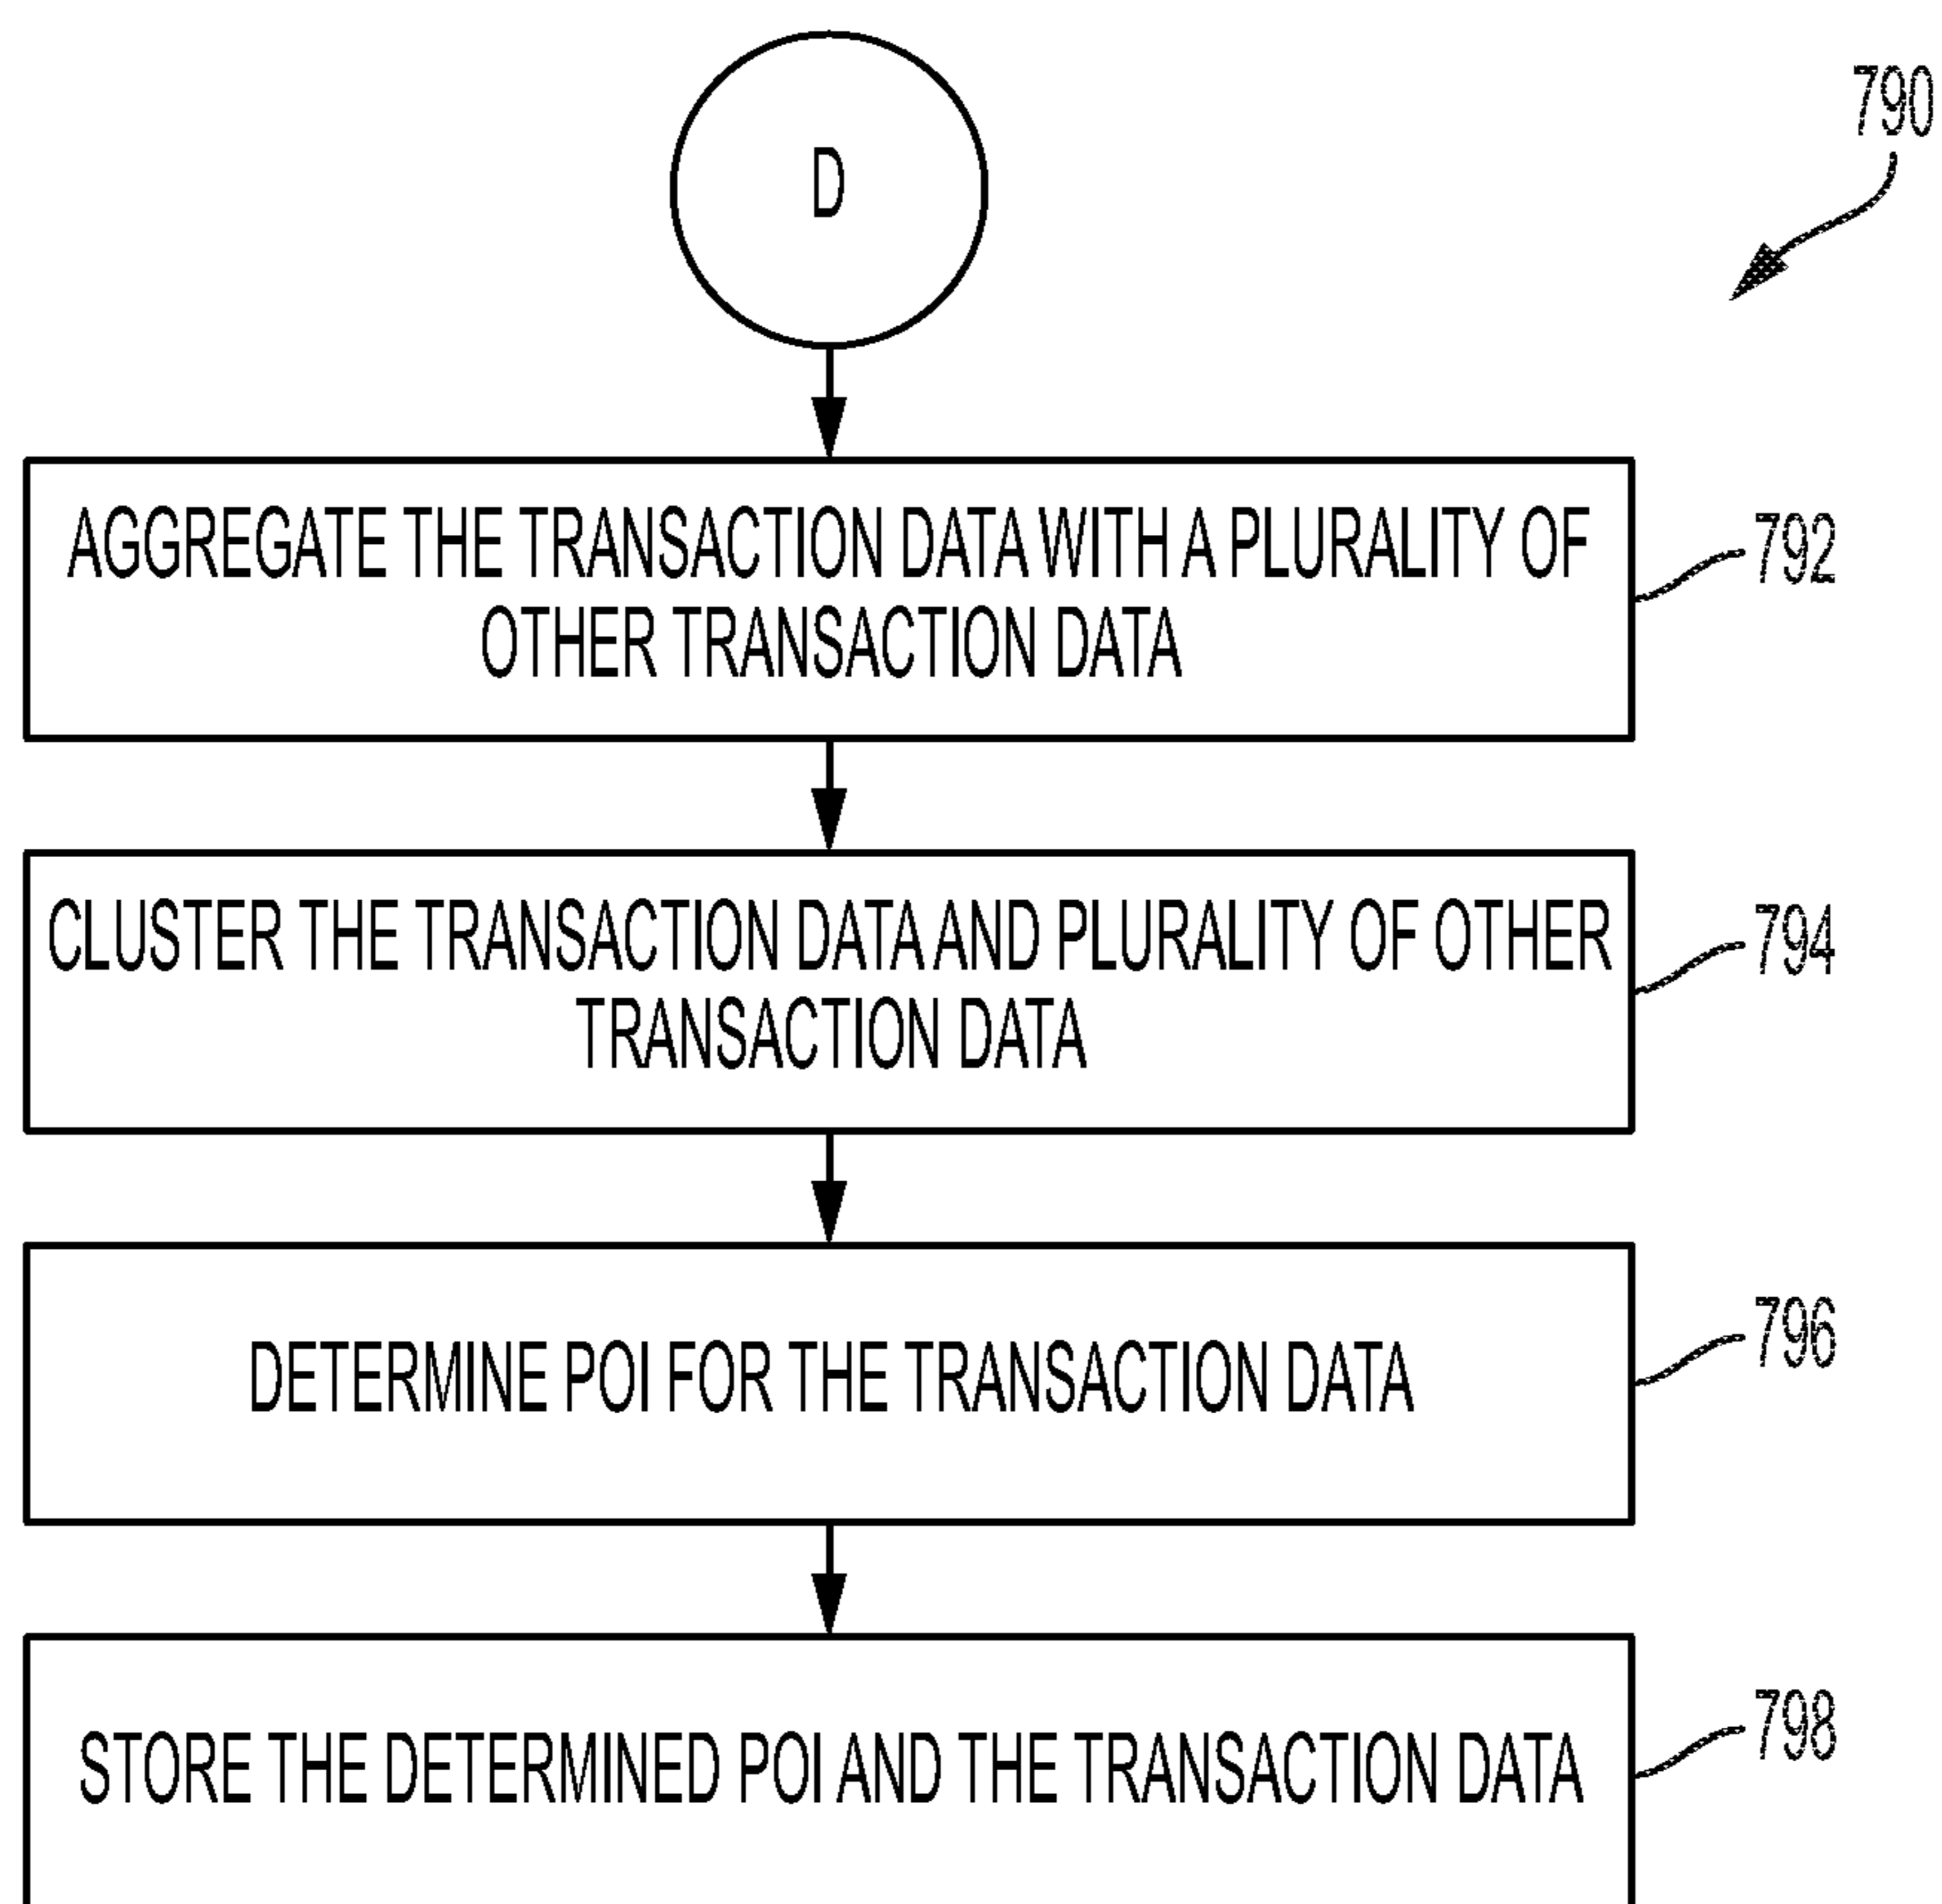 D
790
AGGREGATE THE TRANSACTION DATA WITH A PLURALITY OF
OTHER TRANSACTION DATA
792
CLUSTER THE TRANSACTION DATA AND PLURALITY OF OTHER
TRANSACTION DATA
794
DETERMINE POI FOR THE TRANSACTION DATA
796
STORE THE DETERMINED POI AND THE TRANSACTION DATA
798